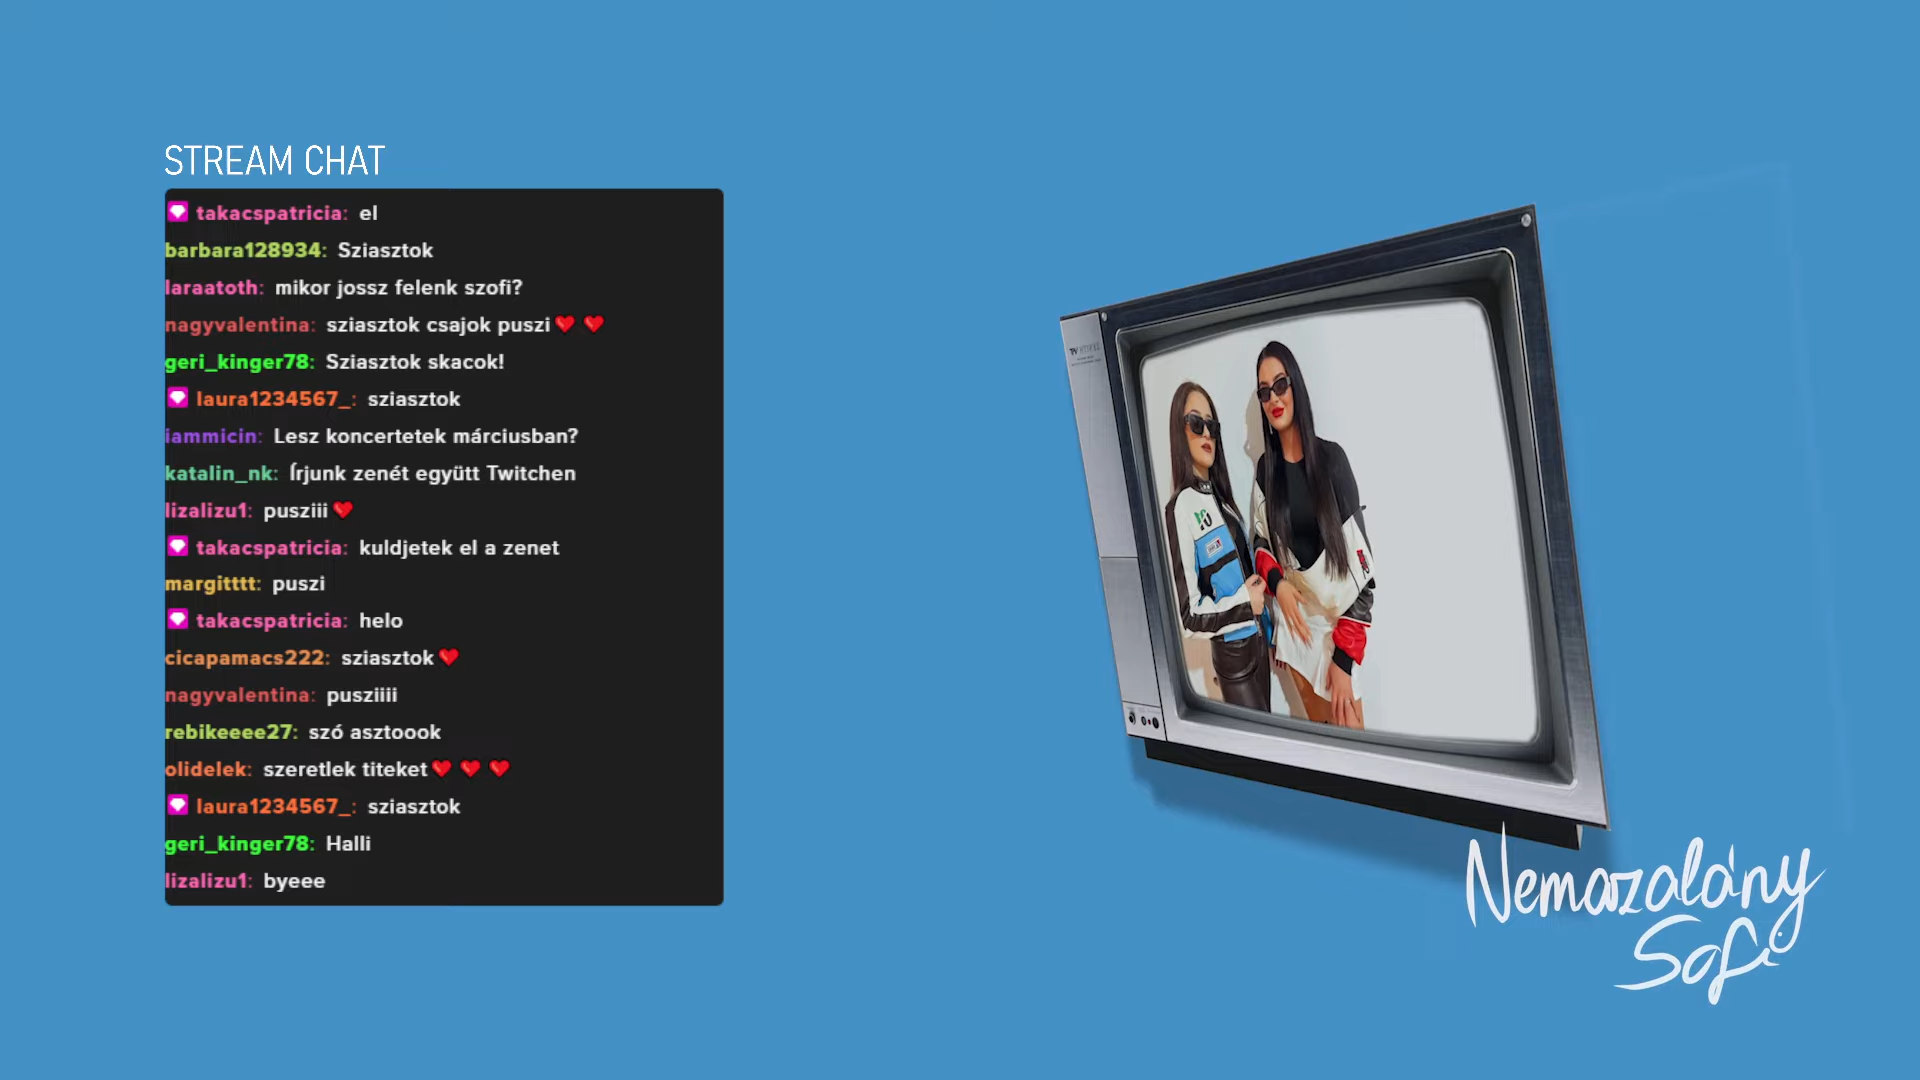 STREAM CHAT
takacspatricia: el
barbara128934: Sziasztok
laraatoth: mikor jossz felenk szofi?
nagyvalentina: sziasztok csajok puszi❤️ ❤️
geri_kinger78: Sziasztok skacok!
laura1234567_: sziasztok
iammicin: Lesz koncertetek márciusban?
katalin_nk: Írjunk zenét együtt Twitchen
lizalizu1: pusziii❤️
takacspatricia: kuldjetek el a zenet
margitttt: puszi
takacspatricia: helo
cicapamacs222: sziasztok❤️
nagyvalentina: pusziiii
rebikeeee27: szó asztoook
olidelek: szeretlek titeket❤️ ❤️ ❤️
laura1234567_: sziasztok
geri_kinger78: Halli
lizalizu1: byeee
Nemazalány
Sofi